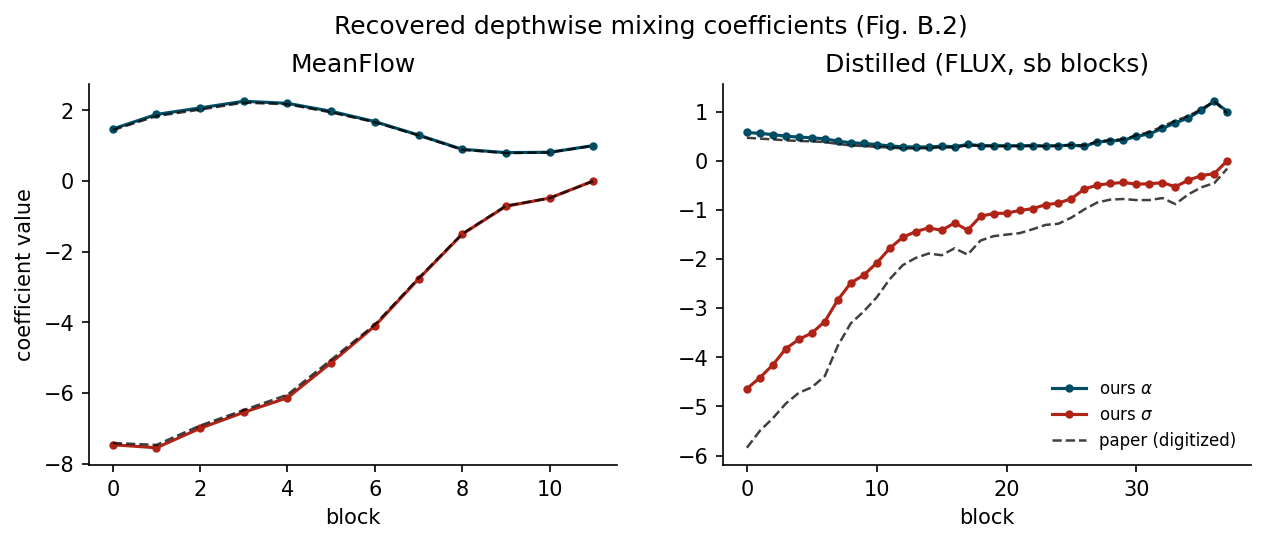 Recovered depthwise mixing coefficients (Fig. B.2)
MeanFlow
coefficient value
2
0
−2
−4
−6
−8
0 2 4 6 8 10
block
Distilled (FLUX, sb blocks)
1
0
−1
−2
−3
−4
−5
−6
ours α
ours σ
paper (digitized)
0 10 20 30
block